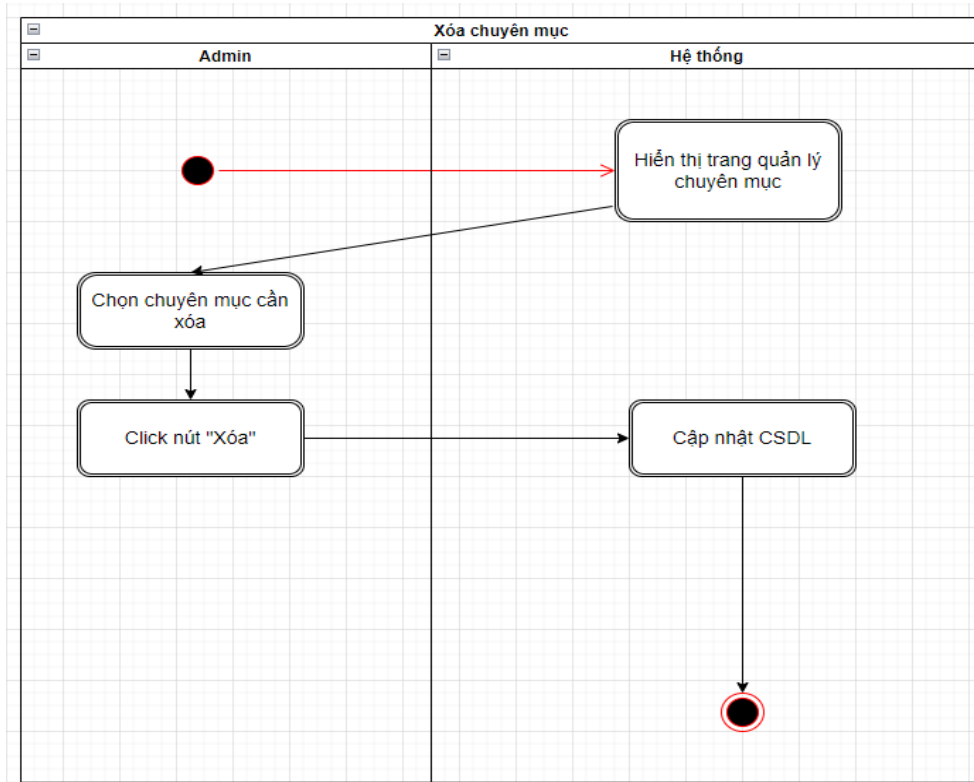 Xóa chuyên mục
Admin
Hệ thống
Hiển thị trang quản lý
chuyên mục
Chọn chuyên mục cần
xóa
Click nút "Xóa"
Cập nhật CSDL